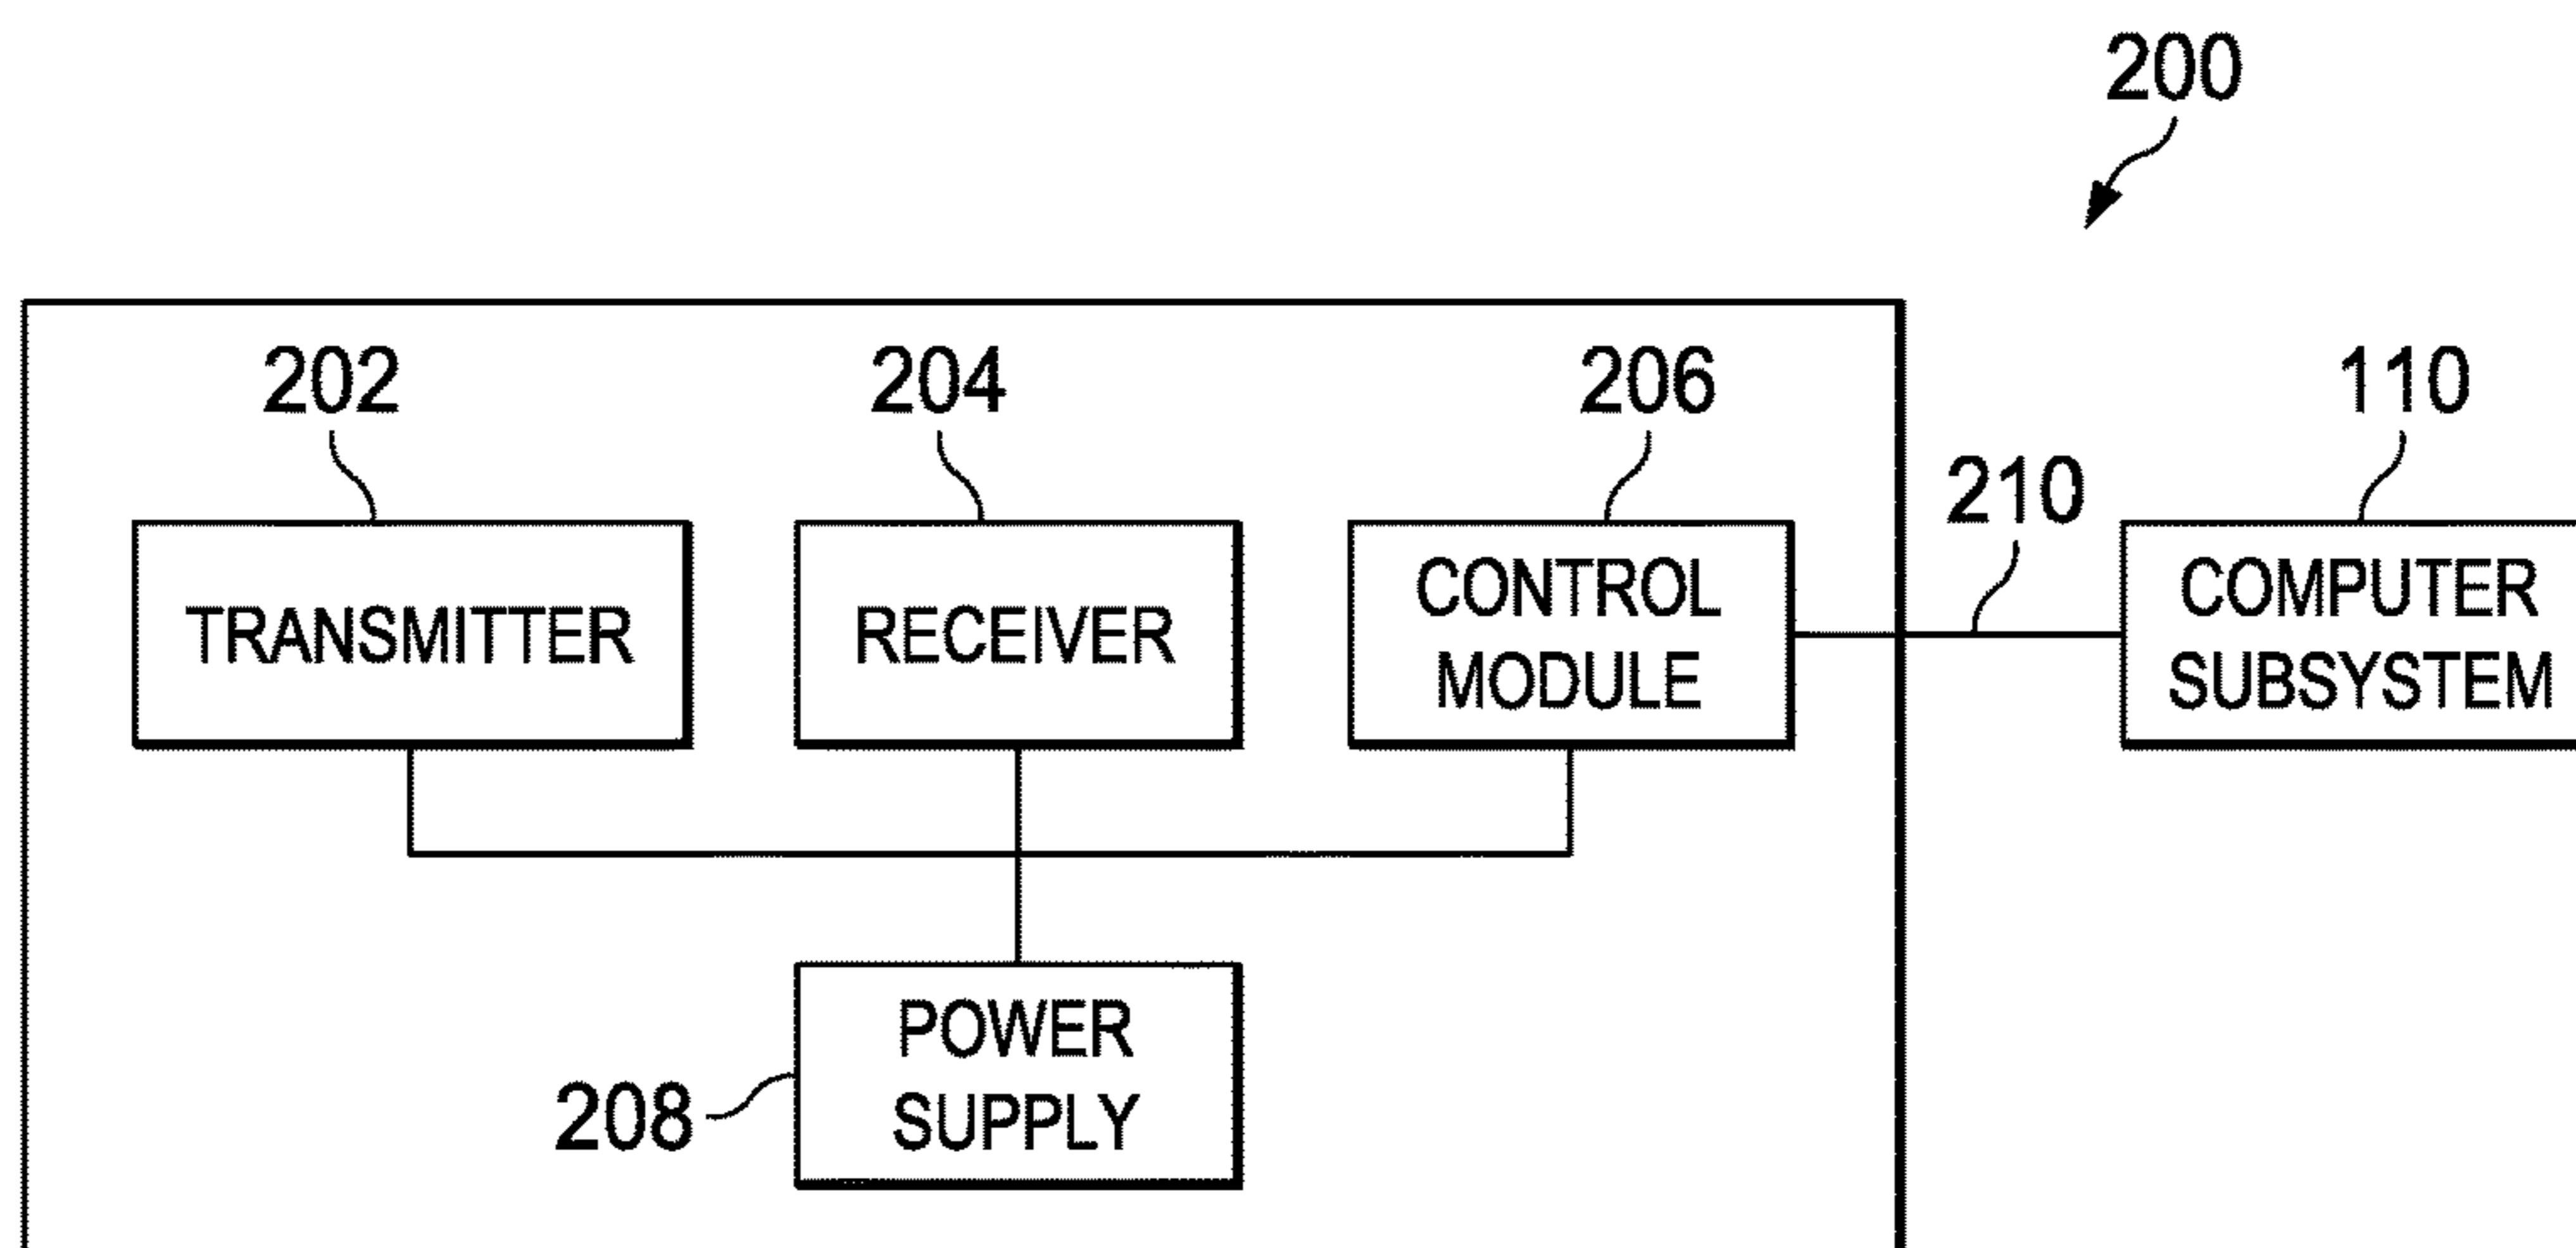 200
202
204
206
110
210
TRANSMITTER
RECEIVER
CONTROL
MODULE
COMPUTER
SUBSYSTEM
POWER
SUPPLY
208